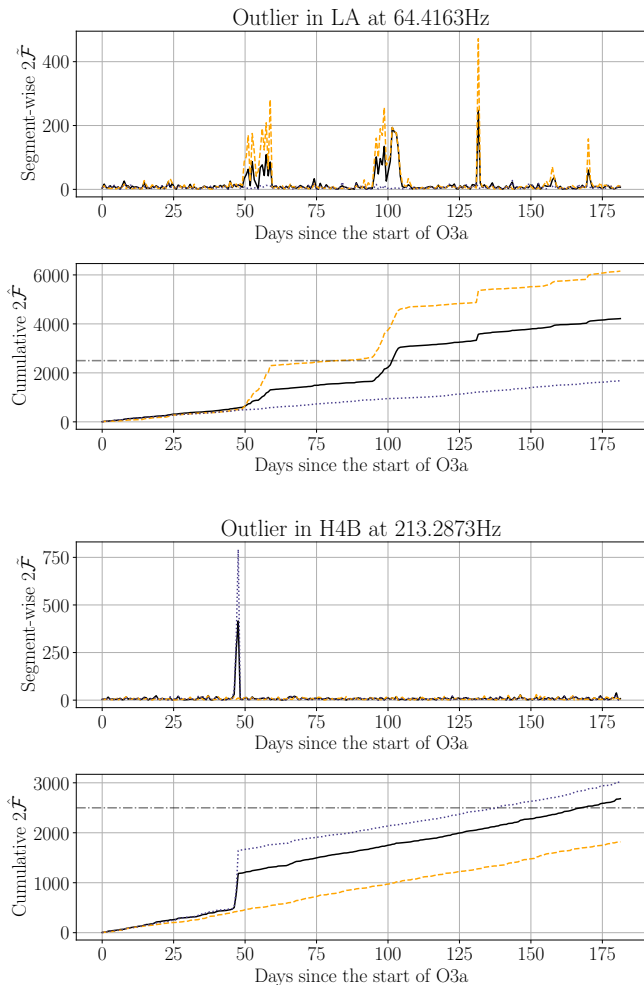 Outlier in LA at 64.4163Hz
Segment-wise 2ℱ̃
400
200
0
0 25 50 75 100 125 150 175
Days since the start of O3a
Cumulative 2ℱ̂
6000
4000
2000
0
0 25 50 75 100 125 150 175
Days since the start of O3a
Outlier in H4B at 213.2873Hz
Segment-wise 2ℱ̃
750
500
250
0
0 25 50 75 100 125 150 175
Days since the start of O3a
Cumulative 2ℱ̂
3000
2000
1000
0
0 25 50 75 100 125 150 175
Days since the start of O3a